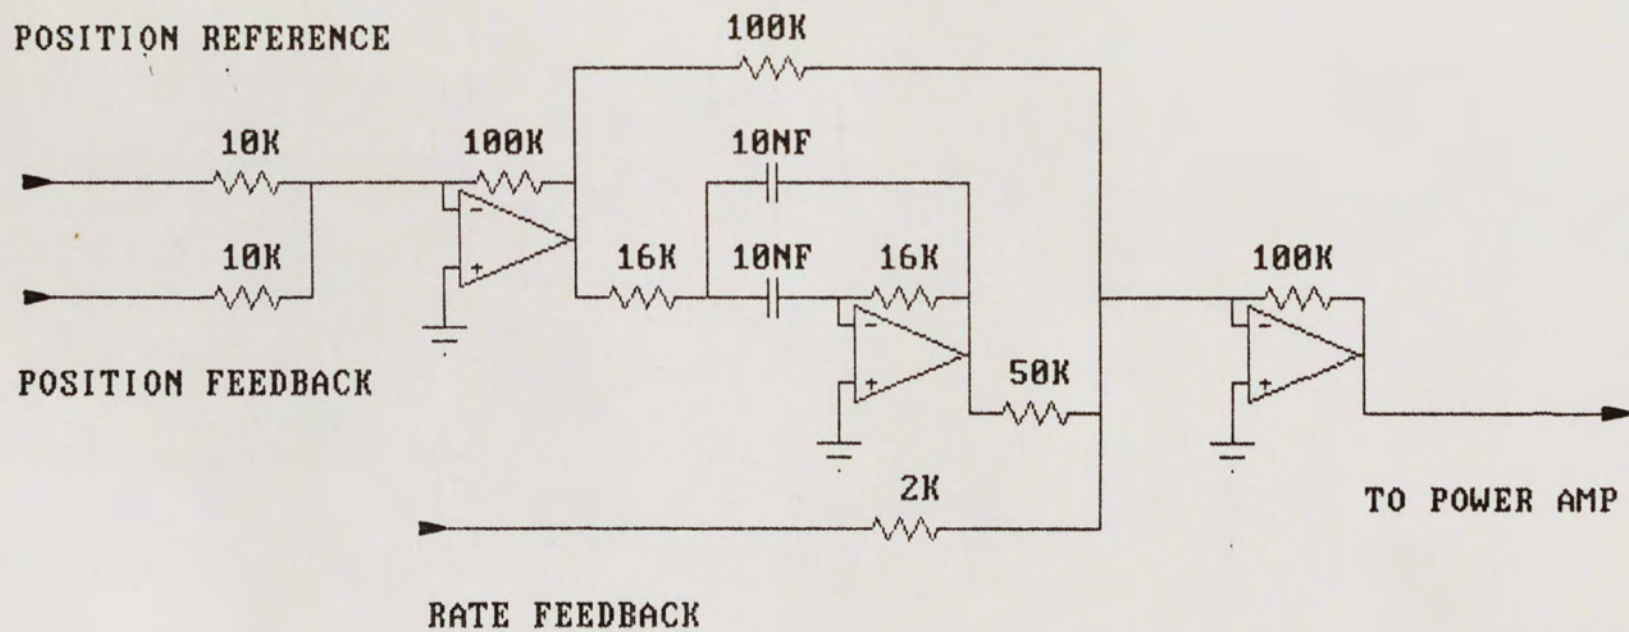 POSITION REFERENCE
100K
10K
100K
10NF
10K
16K
10NF
16K
100K
POSITION FEEDBACK
50K
2K
TO POWER AMP
RATE FEEDBACK